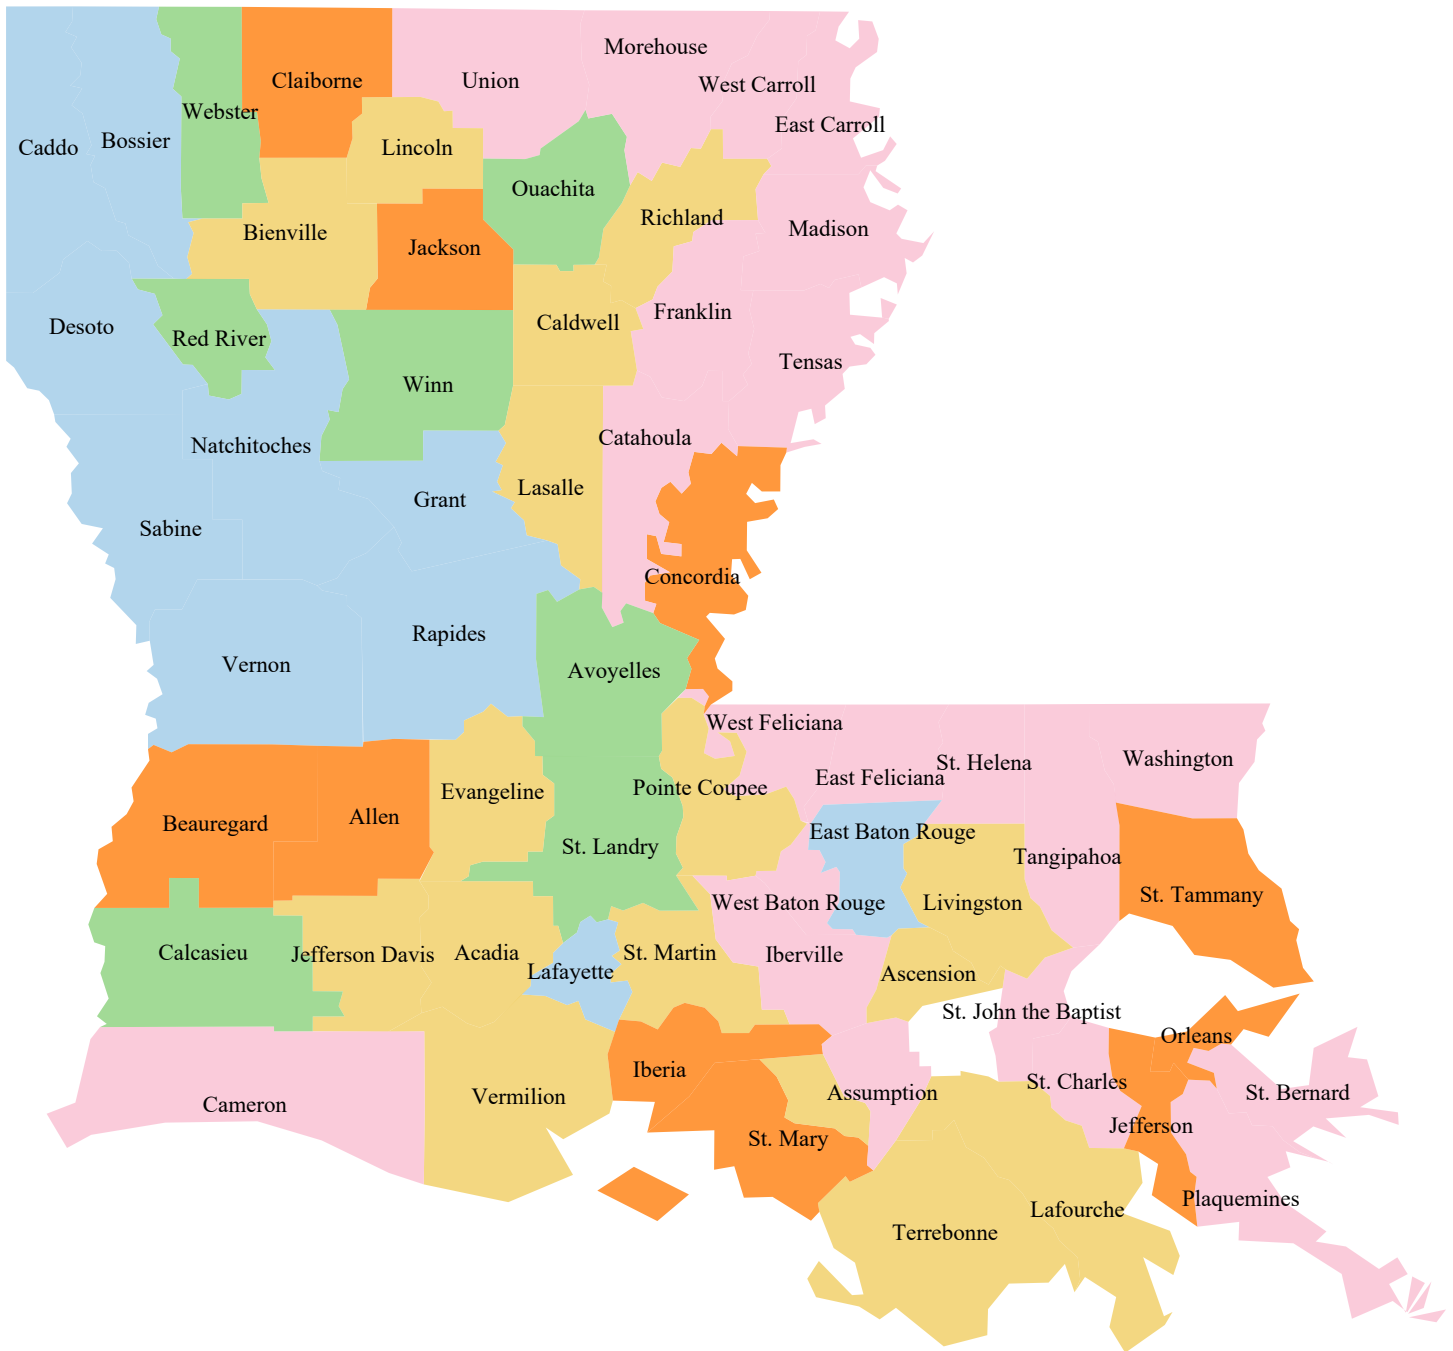 Morehouse
Claiborne
Union
West Carroll
Webster
East Carroll
Caddo
Bossier
Lincoln
Ouachita
Richland
Madison
Bienville
Jackson
Franklin
Desoto
Caldwell
Red River
Tensas
Winn
Natchitoches
Catahoula
Lasalle
Grant
Sabine
Concordia
Rapides
Vernon
Avoyelles
West Feliciana
Washington
St. Helena
East Feliciana
Evangeline
Pointe Coupee
Beauregard
Allen
East Baton Rouge
St. Landry
Tangipahoa
St. Tammany
West Baton Rouge
Livingston
Calcasieu
Jefferson Davis
Acadia
St. Martin
Iberville
Lafayette
Ascension
St. John the Baptist
Orleans
Iberia
St. Charles
Cameron
Vermilion
Assumption
St. Bernard
Jefferson
St. Mary
Plaquemines
Lafourche
Terrebonne